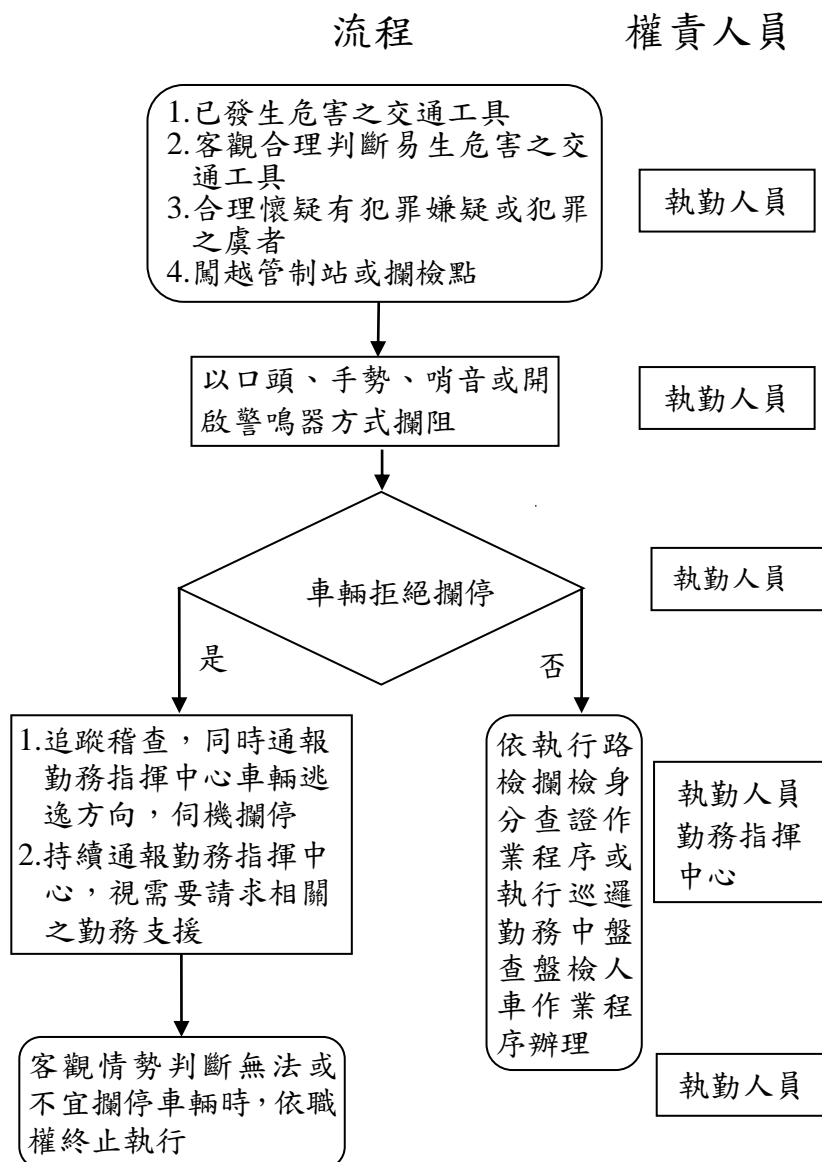 流程
權責人員
1.已發生危害之交通工具
2.客觀合理判斷易生危害之交
通工具
3.合理懷疑有犯罪嫌疑或犯罪
之虞者
4.闖越管制站或攔檢點
執勤人員
以口頭、手勢、哨音或開
啟警鳴器方式攔阻
執勤人員
車輛拒絕攔停
執勤人員
是
否
1.追蹤稽查，同時通報
勤務指揮中心車輛逃
逸方向，伺機攔停
2.持續通報勤務指揮中
心，視需要請求相關
之勤務支援
依執行路
檢攔檢身
分查證作
業程序或
執行巡邏
勤務中盤
查盤檢人
車作業程
序辦理
執勤人員
勤務指揮
中心
客觀情勢判斷無法或
不宜攔停車輛時，依職
權終止執行
執勤人員